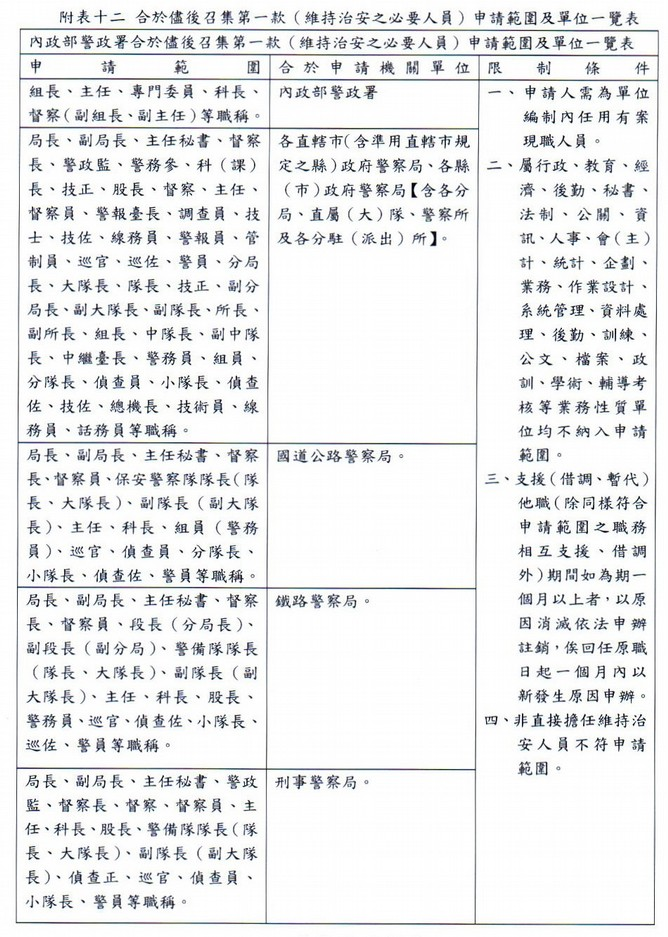 附表十二 合於儘後召集第一款（維持治安之必要人員）申請範圍及單位一覽表
內政部警政署合於儘後召集第一款（維持治安之必要人員）申請範圍及單位一覽表
申請範圍
合於申請機關單位
限制條件
組長、主任、專門委員、科長、
督察(副組長、副主任)等職稱。
內政部警政署
局長、副局長、主任秘書、督察
長、警政監、警務參、科（課）
長、技正、股長、督察、主任、
督察員、警報臺長、調查員、技
士、技佐、線務員、警報員、管
制員、巡官、巡佐、警員、分局
長、大隊長、隊長、技正、副分
局長、副大隊長、副隊長、所長、
副所長、組長、中隊長、副中隊
長、中繼臺長、警務員、組員、
分隊長、偵查員、小隊長、偵查
佐、技佐、總機長、技術員、線
務員、話務員等職稱。
各直轄市(含準用直轄市規
定之縣)政府警察局、各縣
（市）政府警察局【含各分
局、直屬（大）隊、警察所
及各分駐（派出）所】。
局長、副局長、主任秘書、督察
長、督察員、保安警察隊隊長(隊
長、大隊長)、副隊長（副大隊
長）、主任、科長、組員（警務
員）、巡官、偵查員、分隊長、
小隊長、偵查佐、警員等職稱。
國道公路警察局。
局長、副局長、主任秘書、督察
長、督察員、段長（分局長）、
副段長（副分局）、警備隊隊長
（隊長、大隊長）、副隊長（副
大隊長）、主任、科長、股長、
警務員、巡官、偵查佐、小隊長、
巡佐、警員等職稱。
鐵路警察局。
局長、副局長、主任秘書、警政
監、督察長、督察、督察員、主
任、科長、股長、警備隊隊長(隊
長、大隊長)、副隊長（副大隊
長）、偵查正、巡官、偵查員、
小隊長、警員等職稱。
刑事警察局。
一、申請人需為單位
編制內任用有案
現職人員。
二、屬行政、教育、經
濟、後勤、秘書、
法制、公關、資
訊、人事、會（主）
計、統計、企劃、
業務、作業設計、
系統管理、資料處
理、後勤、訓練、
公文、檔案、政
訓、學術、輔導考
核等業務性質單
位均不納入申請
範圍。
三、支援(借調、暫代)
他職(除同樣符合
申請範圍之職務
相互支援、借調
外)期間如為期一
個月以上者，以原
因消滅依法申辦
註銷，俟回任原職
日起一個月內以
新發生原因申辦。
四、非直接擔任維持治
安人員不符申請
範圍。